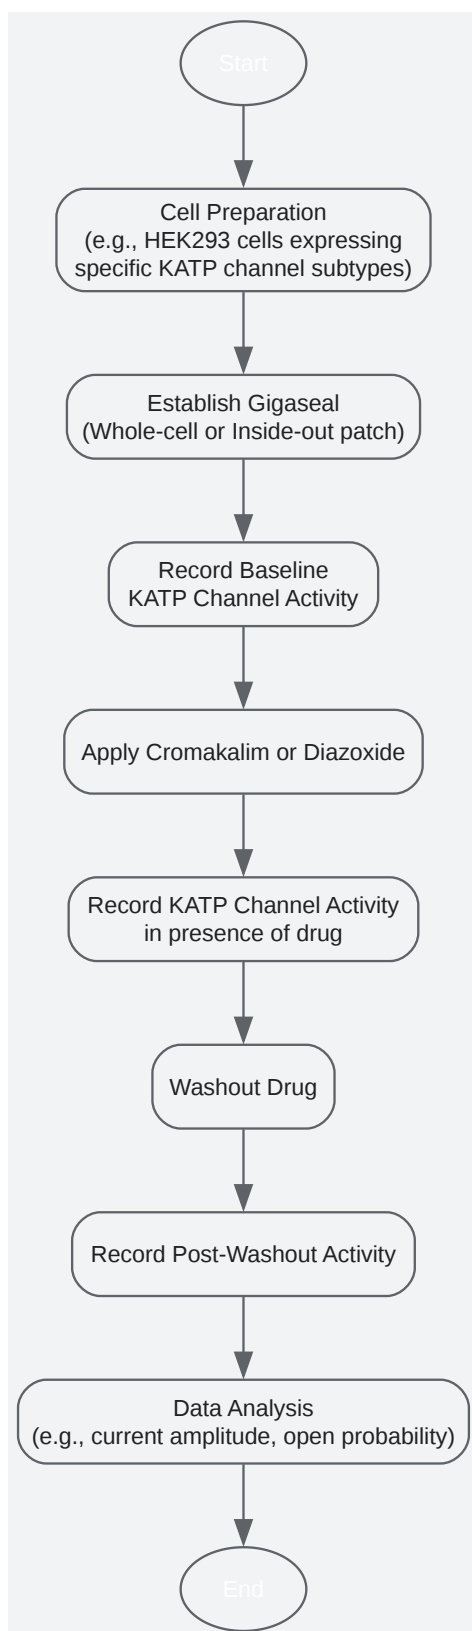 Start
Cell Preparation
(e.g., HEK293 cells expressing
specific KATP channel subtypes)
Establish Gigaseal
(Whole-cell or Inside-out patch)
Record Baseline
KATP Channel Activity
Apply Cromakalim or Diazoxide
Record KATP Channel Activity
in presence of drug
Washout Drug
Record Post-Washout Activity
Data Analysis
(e.g., current amplitude, open probability)
End